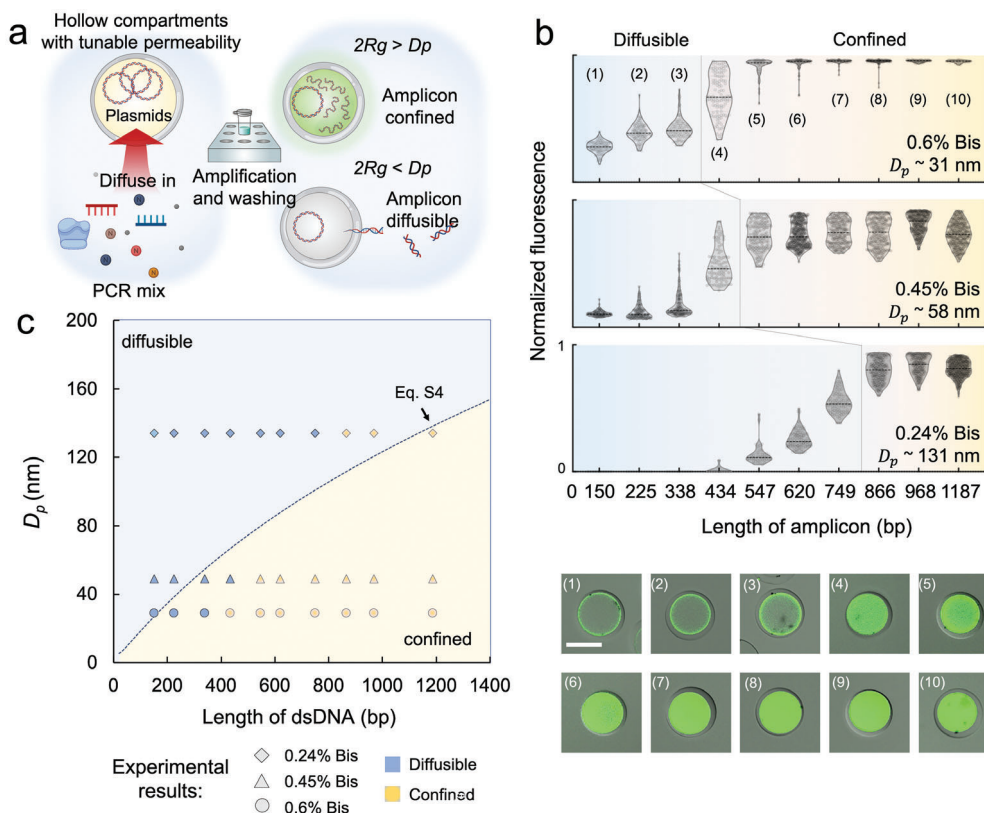 a
Hollow compartments
with tunable permeability
Plasmids
Diffuse in
N
N
N
N
N
PCR mix
Amplification
and washing
2Rg > Dp
Amplicon
confined
2Rg < Dp
Amplicon
diffusible
b
Diffusible
Confined
Normalized fluorescence
(1)
(2)
(3)
(4)
(5)
(6)
(7)
(8)
(9)
(10)
0.6% Bis
Dp ~ 31 nm
0.45% Bis
Dp ~ 58 nm
1
0.24% Bis
Dp ~ 131 nm
0
0 150 225 338 434 547 620 749 866 968 1187
Length of amplicon (bp)
(1) (2) (3) (4) (5)
(6) (7) (8) (9) (10)
c
200
160
120
80
40
0
Dp (nm)
diffusible
Eq. S4
confined
0 200 400 600 800 1000 1200 1400
Length of dsDNA (bp)
Experimental
results:
0.24% Bis
0.45% Bis
0.6% Bis
Diffusible
Confined